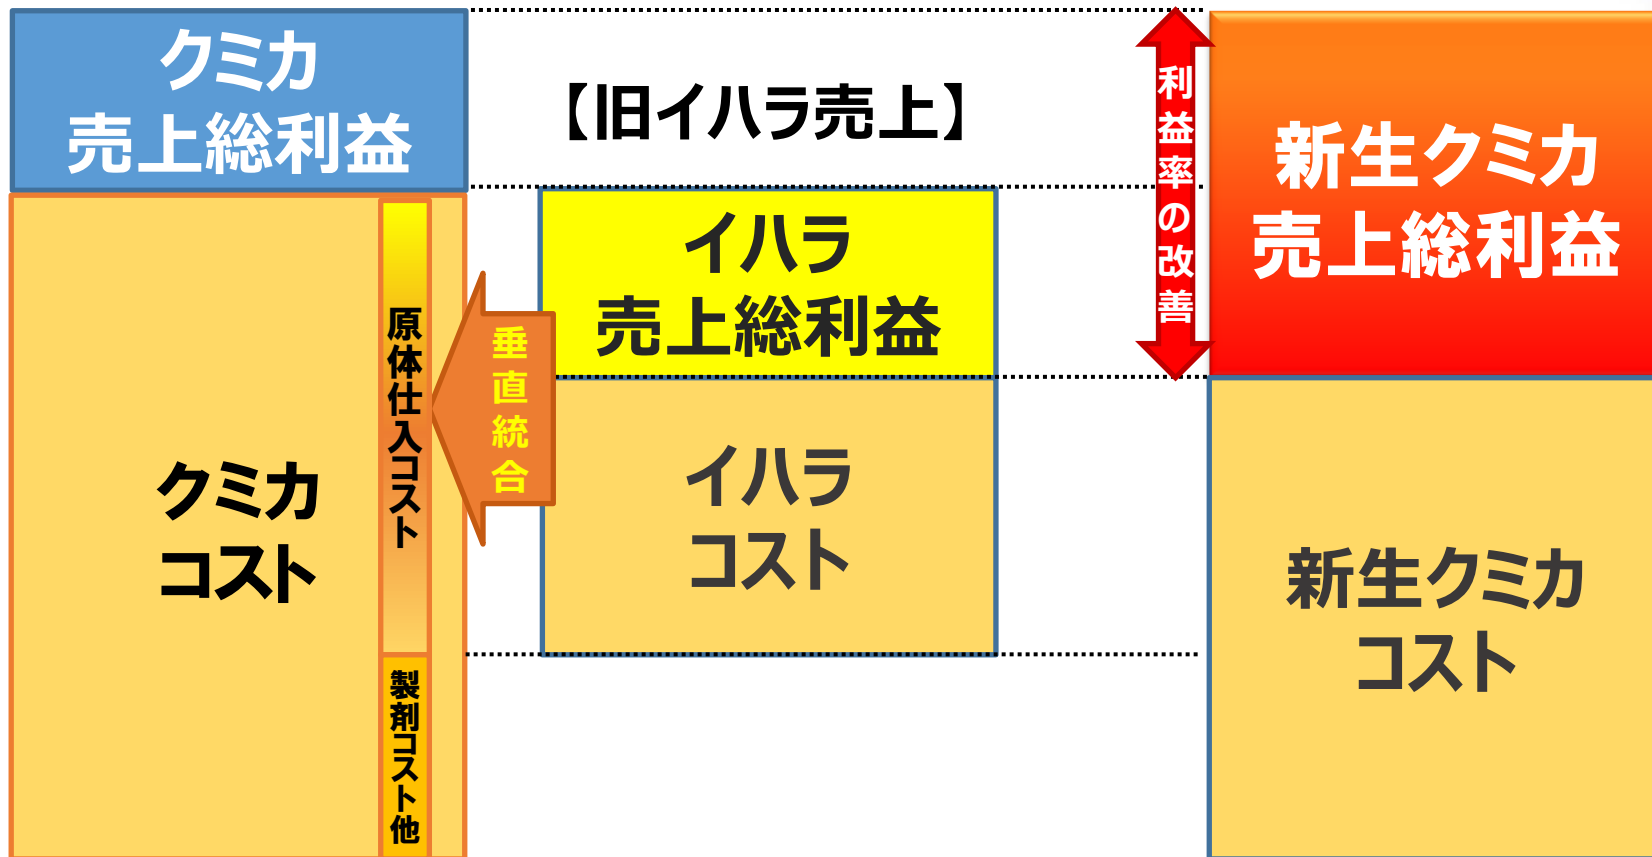 クミカ
売上総利益
クミカ
コスト
原体仕入コスト
製剤コスト他
【旧イハラ売上】
イハラ
売上総利益
垂直統合
イハラ
コスト
利益率の改善
新生クミカ
売上総利益
新生クミカ
コスト